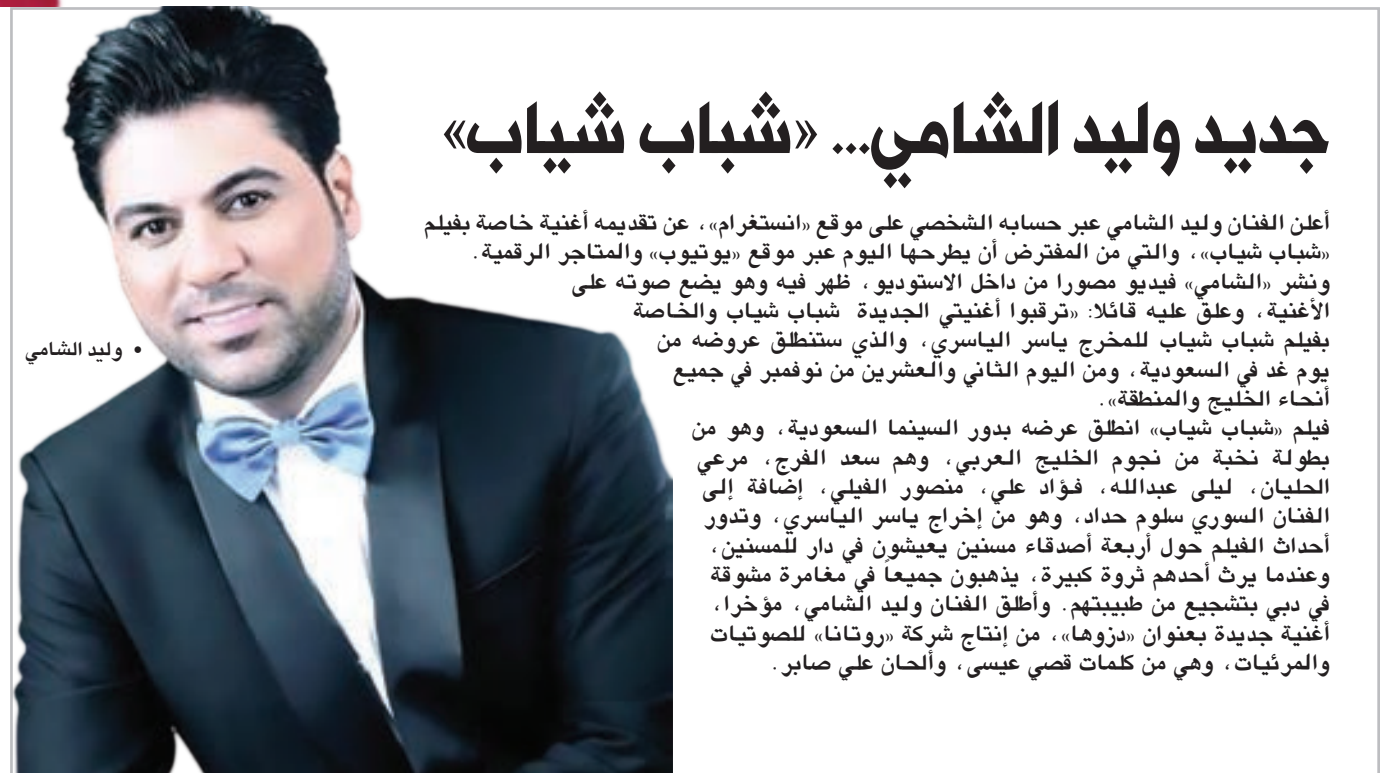 جديد وليد الشامي... «شباب شياب»
أعلن الفنان وليد الشامي عبر حسابه الشخصي على موقع «انستغرام»، عن تقديمه أغنية خاصة بفيلم
«شباب شياب»، والتي من المفترض أن يطرحها اليوم عبر موقع «يوتيوب» والمتاجر الرقمية.
ونشر «الشامي» فيديو مصورا من داخل الاستوديو، ظهر فيه وهو يضع صوته على
الأغنية، وعلق عليه قائلا: «ترقبوا أغنيتي الجديدة شباب شياب والخاصة
بفيلم شباب شياب للمخرج ياسر الياسري، والذي ستنطلق عروضه من
يوم غد في السعودية، ومن اليوم الثاني والعشرين من نوفمبر في جميع
أنحاء الخليج والمنطقة».
فيلم «شباب شياب» انطلق عرضه بدور السينما السعودية، وهو من
بطولة نخبة من نجوم الخليج العربي، وهم سعد الفرج، مرعي
الحليان، ليلى عبدالله، فؤاد علي، منصور الفيلي، إضافة إلى
الفنان السوري سلوم حداد، وهو من إخراج ياسر الياسري، وتدور
أحداث الفيلم حول أربعة أصدقاء مسنين يعيشون في دار للمسنين،
وعندما يرث أحدهم ثروة كبيرة، يذهبون جميعاً في مغامرة مشوقة
في دبي بتشجيع من طبيبتهم. وأطلق الفنان وليد الشامي، مؤخرا،
أغنية جديدة بعنوان «دزوها»، من إنتاج شركة «روتانا» للصوتيات
والمرئيات، وهي من كلمات قصي عيسى، وألحان علي صابر.
• وليد الشامي